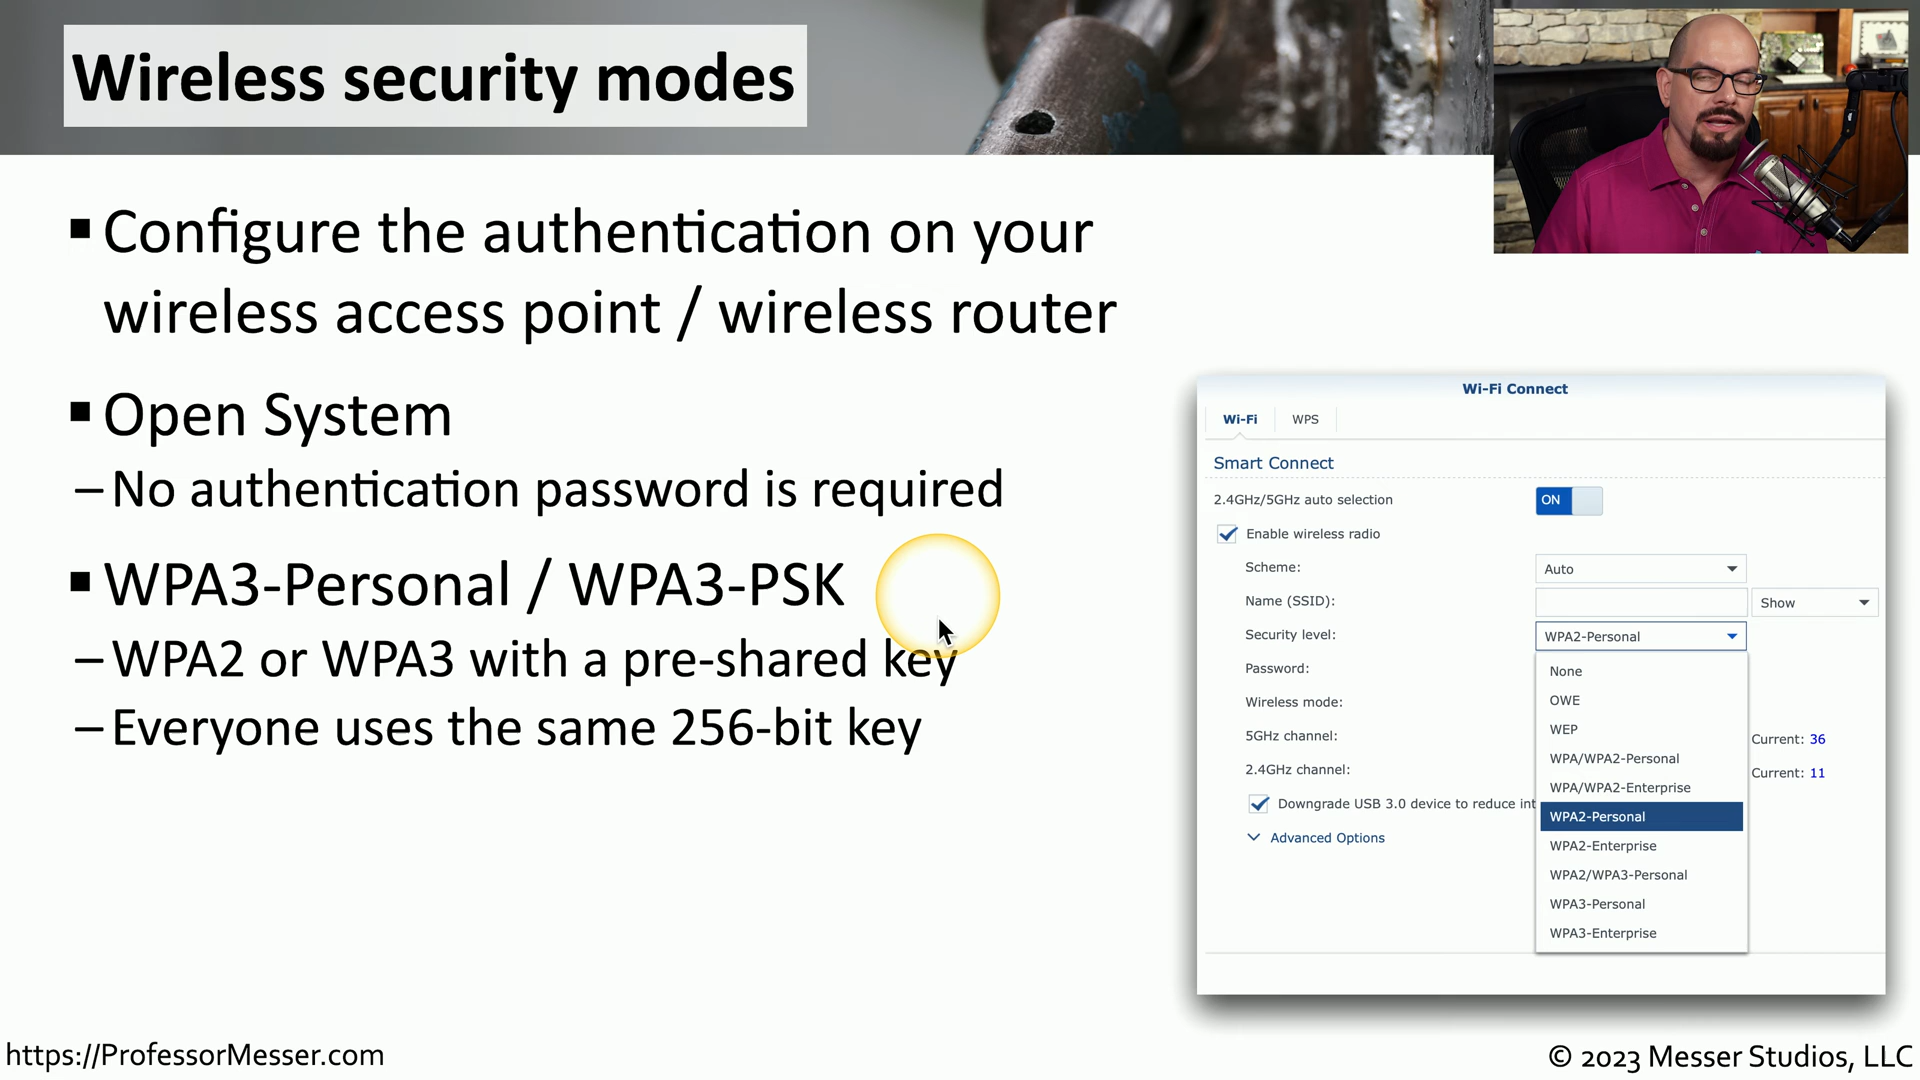 Wireless security modes
▪ Configure the authentication on your
wireless access point / wireless router
▪ Open System
– No authentication password is required
▪ WPA3-Personal / WPA3-PSK
– WPA2 or WPA3 with a pre-shared key
– Everyone uses the same 256-bit key
Wi-Fi Connect
Wi-Fi WPS
Smart Connect
2.4GHz/5GHz auto selection ON
Enable wireless radio
Scheme: Auto
Name (SSID): Show
Security level: WPA2-Personal
Password:
Wireless mode:
5GHz channel: Current: 36
2.4GHz channel: Current: 11
Downgrade USB 3.0 device to reduce int
Advanced Options
None
OWE
WEP
WPA/WPA2-Personal
WPA/WPA2-Enterprise
WPA2-Personal
WPA2-Enterprise
WPA2/WPA3-Personal
WPA3-Personal
WPA3-Enterprise
https://ProfessorMesser.com
© 2023 Messer Studios, LLC